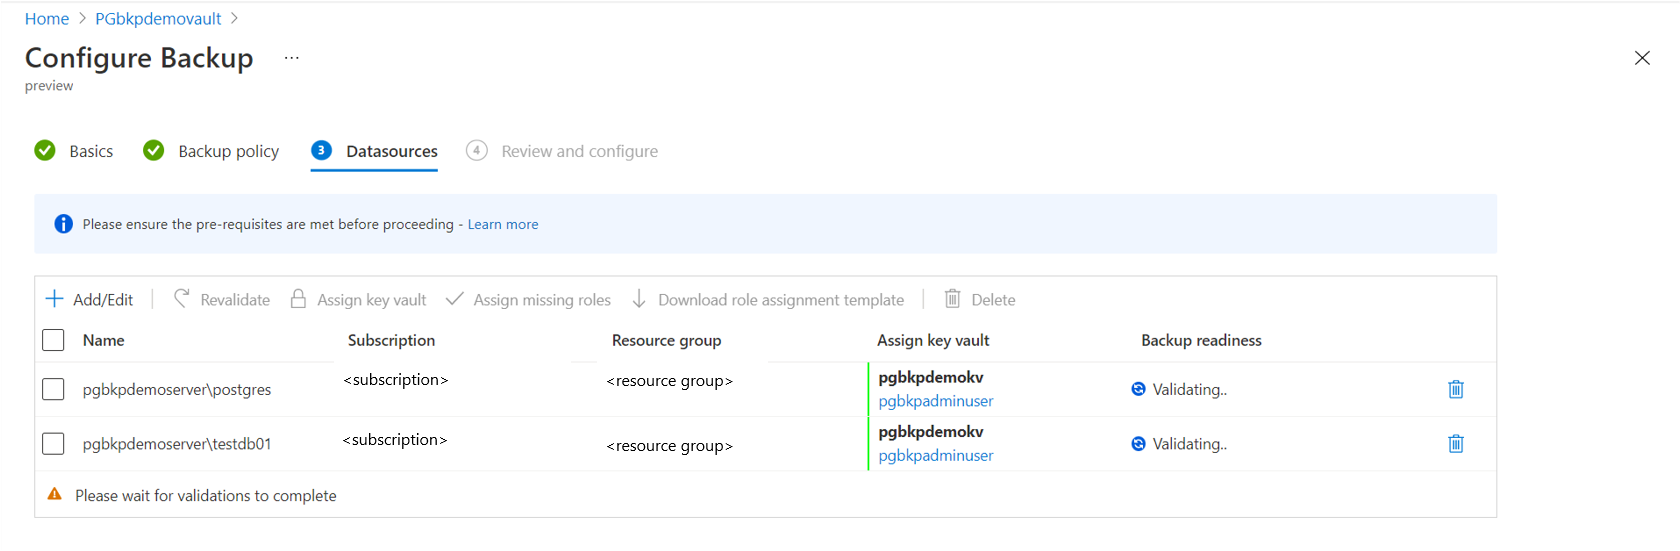 Home > PGbkpdemovault >
Configure Backup ...
preview
Basics Backup policy 3 Datasources 4 Review and configure
Please ensure the pre-requisites are met before proceeding - Learn more
Add/Edit Revalidate Assign key vault Assign missing roles Download role assignment template Delete
Name Subscription Resource group Assign key vault Backup readiness
pgbkpdemoserver\postgres <subscription> <resource group> pgbkpdemokv Validating..
pgbkpadminuser
pgbkpdemoserver\testdb01 <subscription> <resource group> pgbkpdemokv Validating..
pgbkpadminuser
Please wait for validations to complete